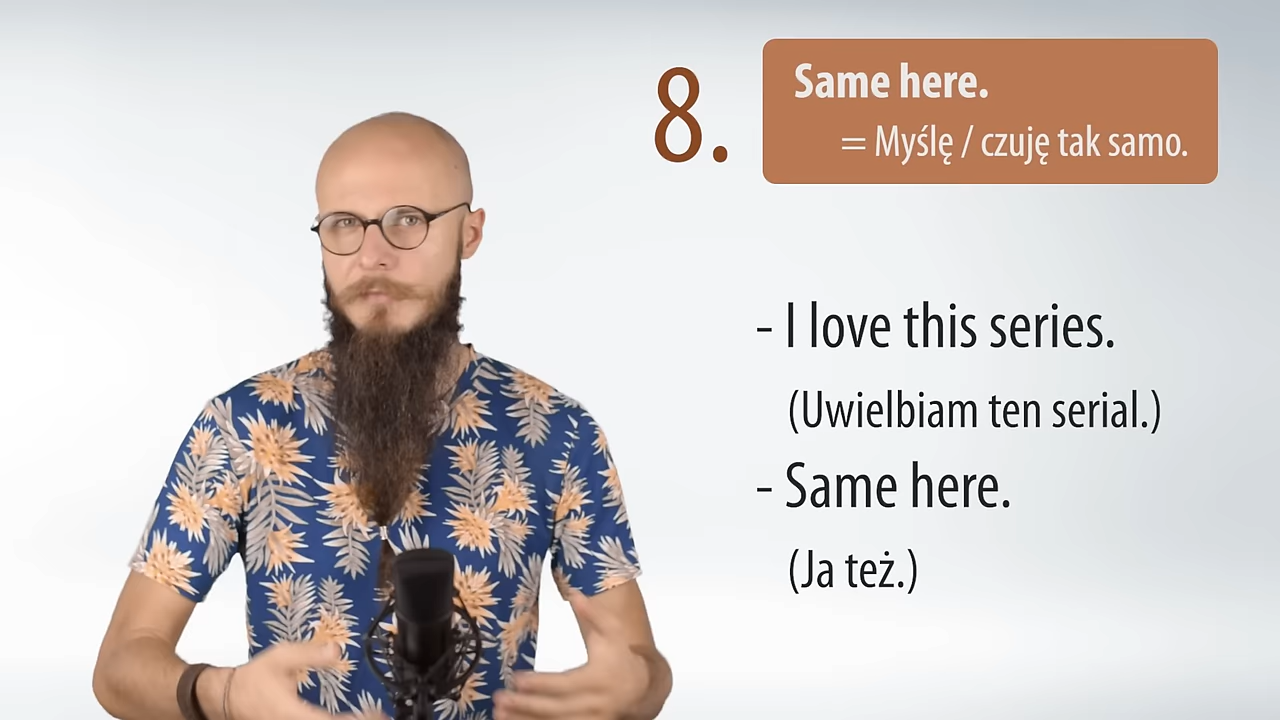 8.
Same here.
= Myślę / czuję tak samo.
- I love this series.
(Uwielbiam ten serial.)
- Same here.
(Ja też.)